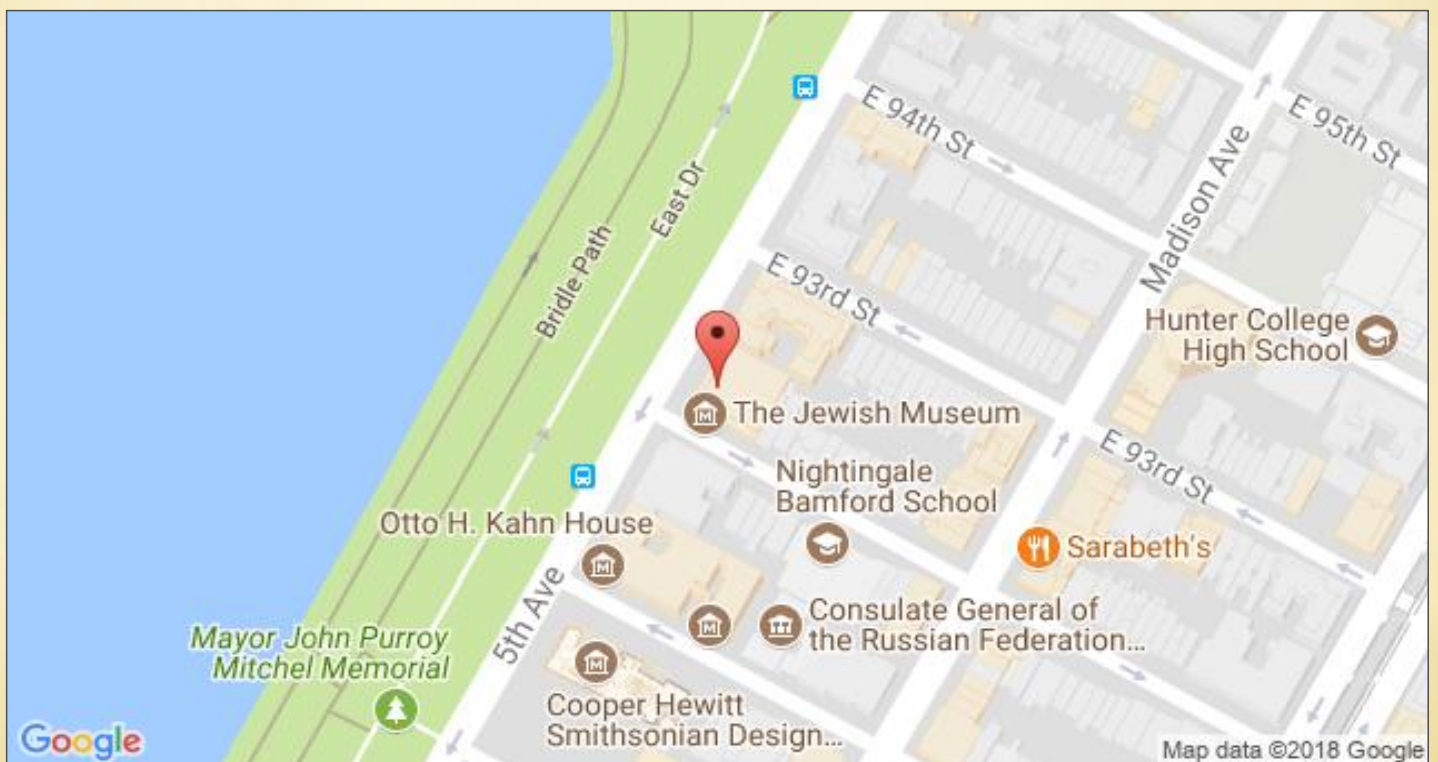 E 94th St
E 95th St
Madison Ave
East Dr
Bridle Path
E 93rd St
Hunter College
High School
The Jewish Museum
E 93rd St
Nightingale
Bamford School
Otto H. Kahn House
Sarabeth's
5th Ave
Consulate General of
the Russian Federation...
Mayor John Purroy
Mitchel Memorial
Cooper Hewitt
Smithsonian Design...
Google
Map data ©2018 Google